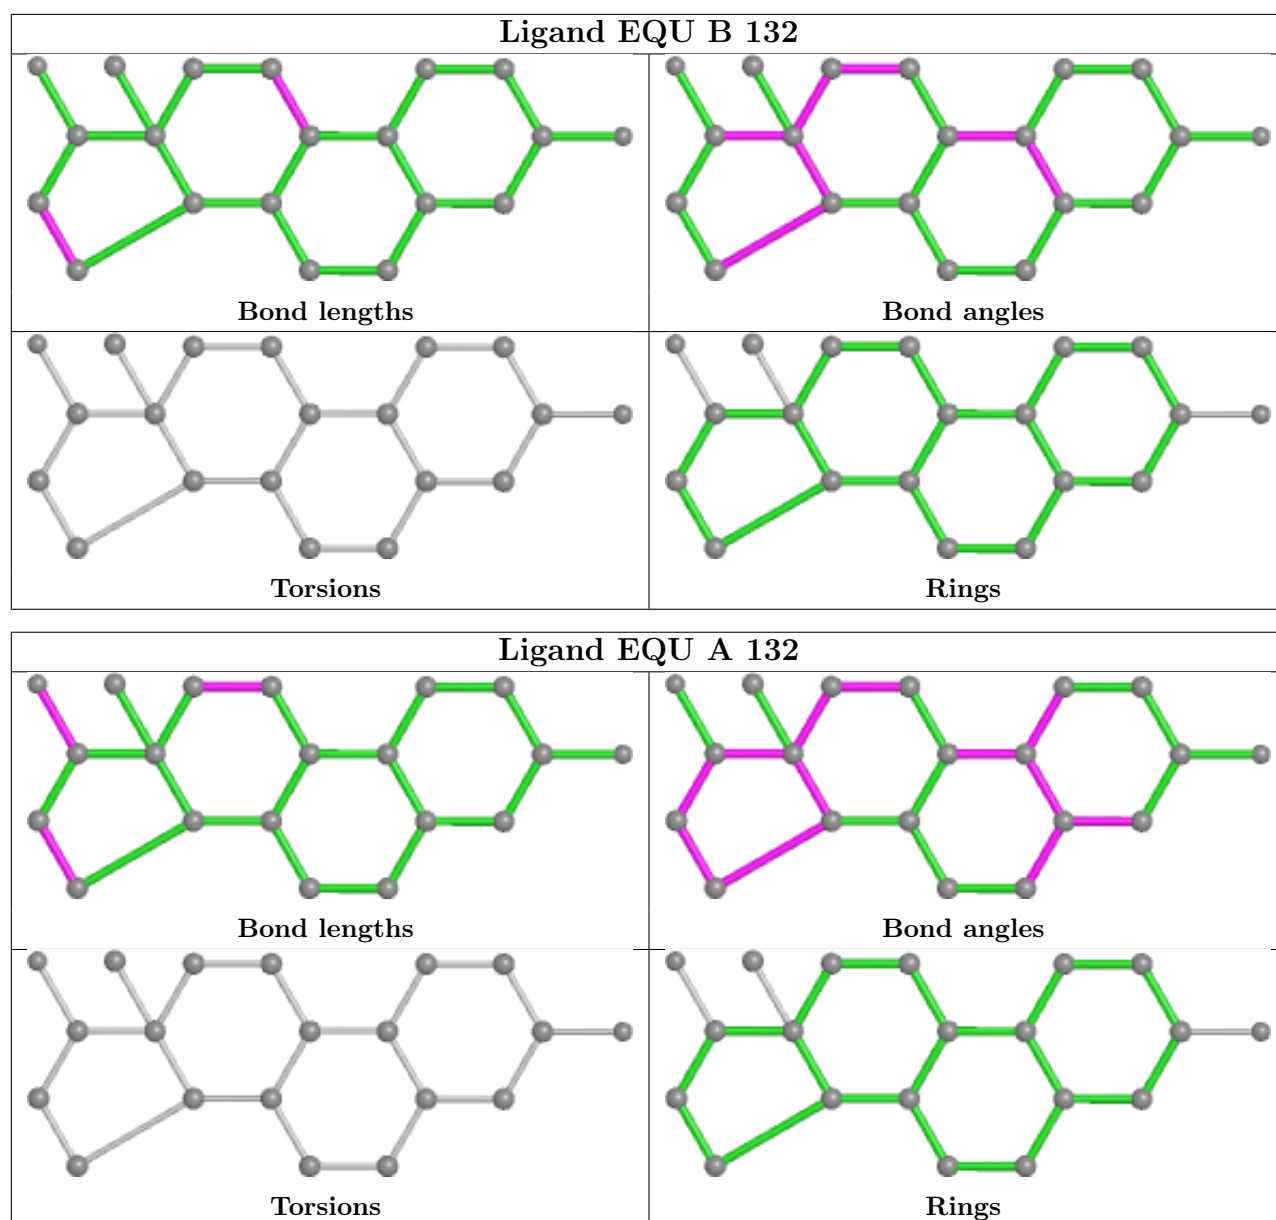 Ligand EQU B 132
Bond lengths
Bond angles
Torsions
Rings
Ligand EQU A 132
Bond lengths
Bond angles
Torsions
Rings